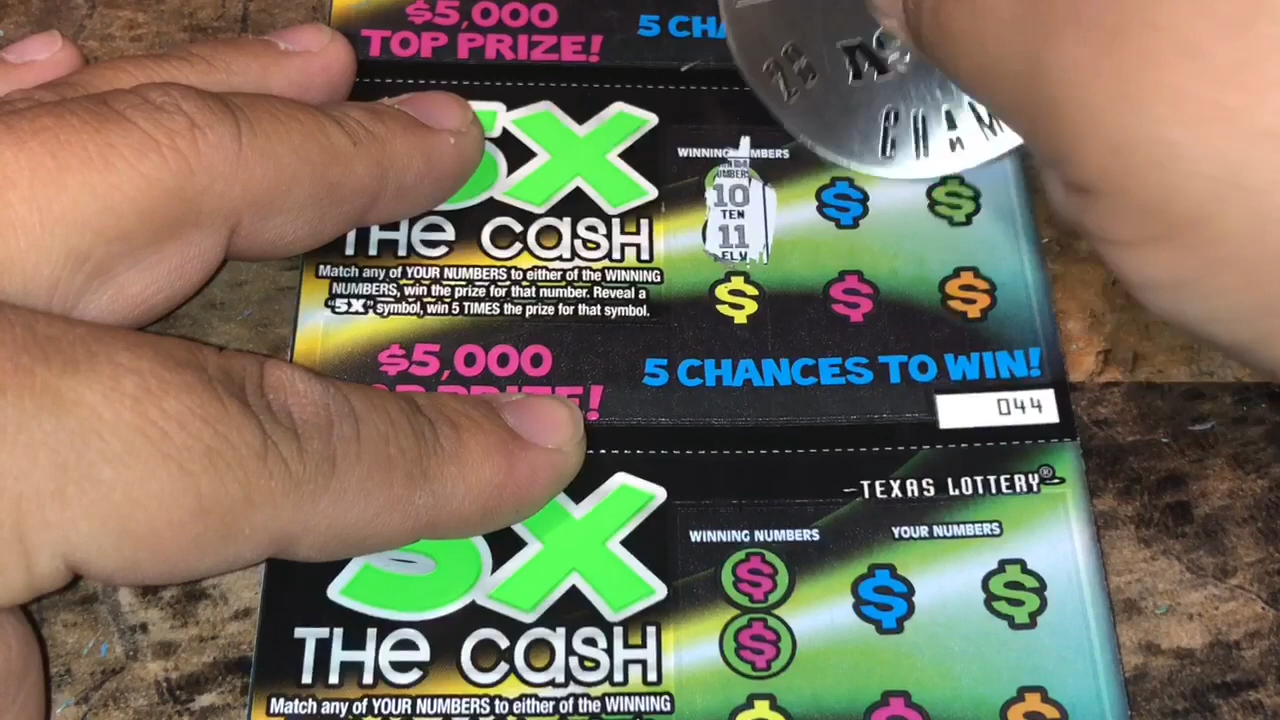 $5,000
TOP PRIZE!
5
5X
THE CASH
WINNING
10
TEN
11
Match any of YOUR NUMBERS to either of the WINNING
NUMBERS, win the prize for that number. Reveal a
"5X" symbol, win 5 TIMES the prize for that symbol.
$5,000
5 CHANCES TO WIN!
044
TEXAS LOTTERY®
5X
THE CASH
WINNING NUMBERS
YOUR NUMBERS
Match any of YOUR NUMBERS to either of the WINNING